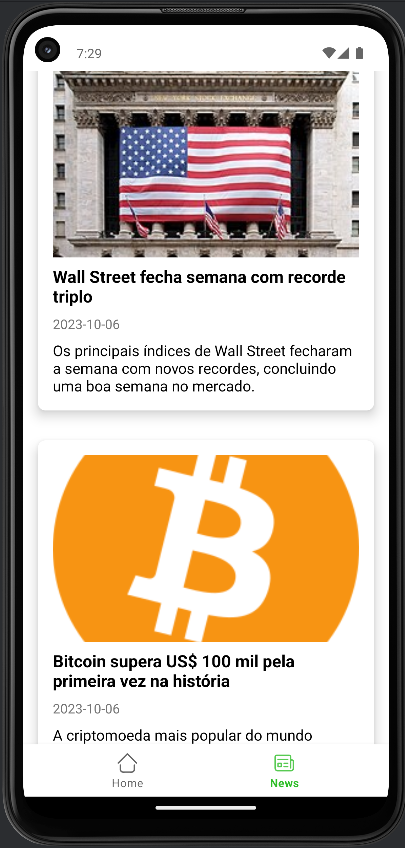 7:29
Wall Street fecha semana com recorde
triplo
2023-10-06
Os principais índices de Wall Street fecharam
a semana com novos recordes, concluindo
uma boa semana no mercado.
Bitcoin supera US$ 100 mil pela
primeira vez na história
2023-10-06
A criptomoeda mais popular do mundo
Home
News